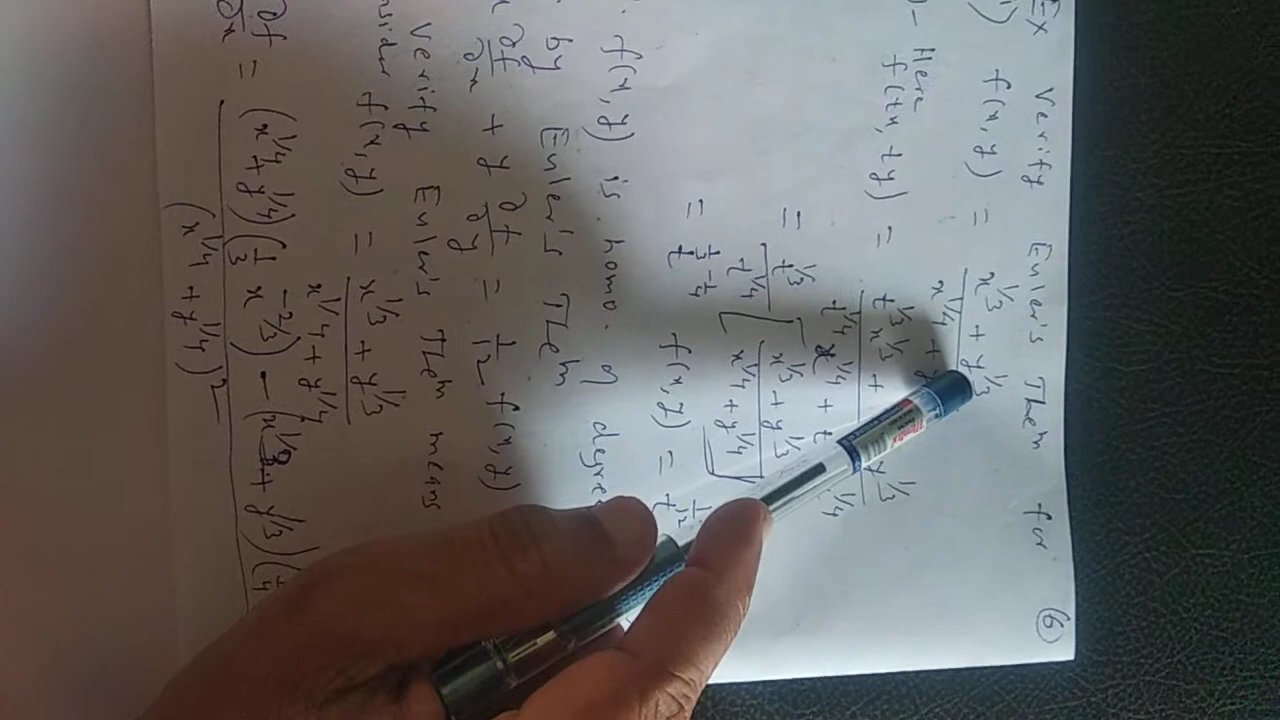 Ex Verify Euler's Thm for
⑥
1) f(x,y) = x^{1/3} + y^{1/3} / x^{1/4} + y
- Here
f(tx, ty) = t^{1/3} x^{1/3} + y^{1/3} / t^{1/4} x^{1/4} + t ^{1/4}
= t^{1/3} / t^{1/4} [ x^{1/3} + y^{1/3} / x^{1/4} + y^{1/4} ]
= t^{1/3 - 1/4} f(x,y) = t^{1/12}
f(x,y) is homo. of degree
by Euler's Thm
x ∂f/∂x + y ∂f/∂y = 1/12 f(x,y)
Verify Euler's Thm means
f(x,y) = x^{1/3} + y^{1/3} / x^{1/4} + y^{1/4}
∂f/∂x = (x^{1/4} + y^{1/4})(1/3 x^{-2/3}) - (x^{1/3} + y^{1/3})(1/4 / (x^{1/4} + y^{1/4})^2